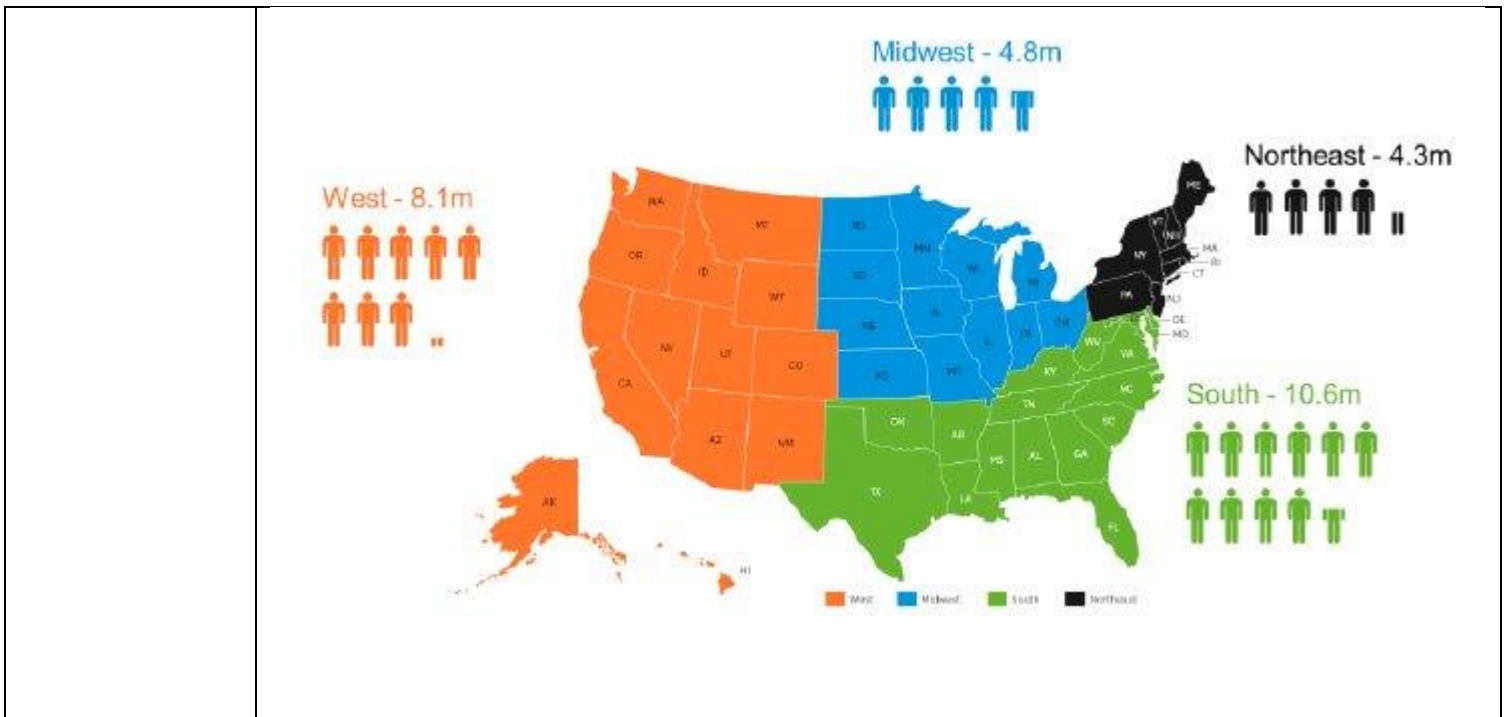 Midwest - 4.8m
Northeast - 4.3m
West - 8.1m
South - 10.6m
WA
MT
ME
ND
MN
VT
NH
OR
ID
SD
WI
NY
MA
RI
CT
WY
MI
PA
NJ
NE
IA
OH
DE
MD
NV
UT
CO
IL
IN
WV
VA
CA
KS
MO
KY
NC
TN
AZ
NM
OK
AR
SC
MS
AL
GA
TX
LA
FL
AK
HI
West
Midwest
South
Northeast